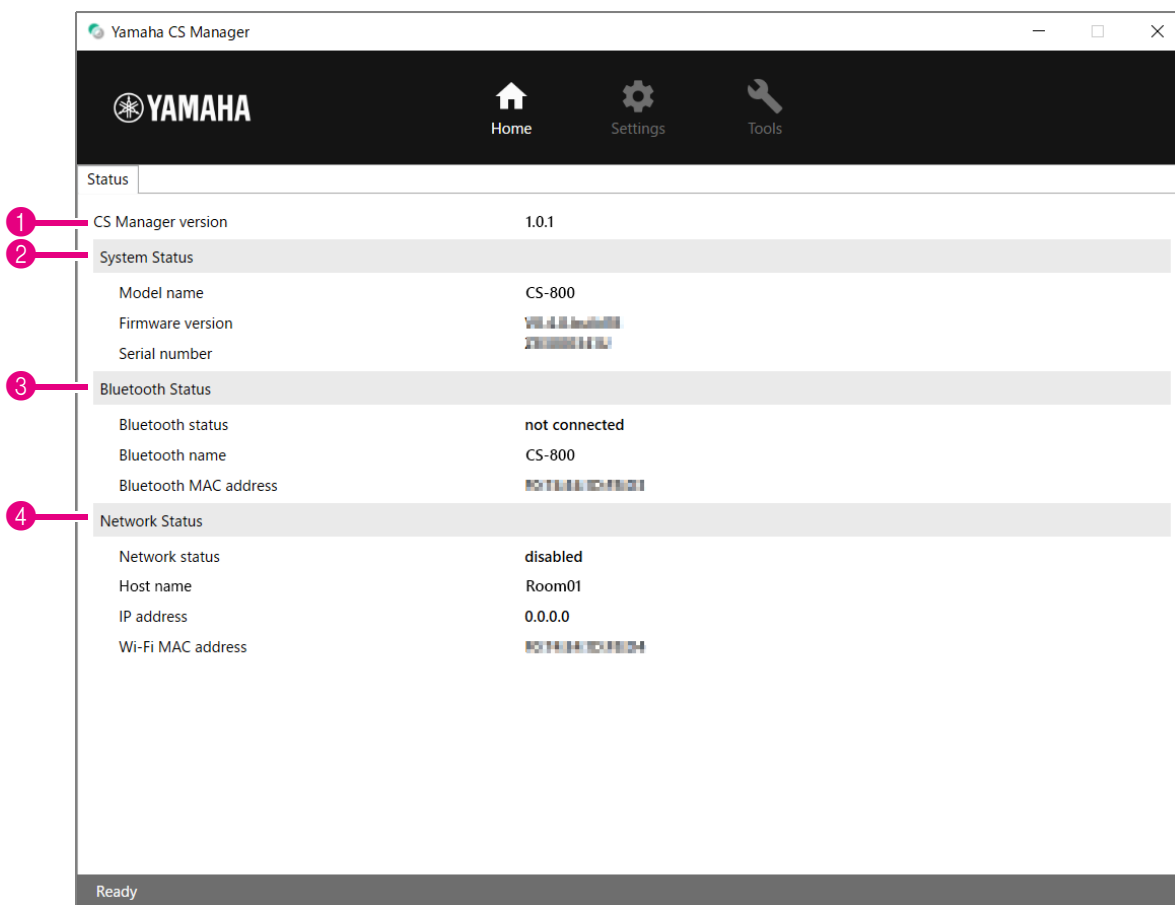 Yamaha CS Manager
YAMAHA
Home Settings Tools
Status
1 CS Manager version 1.0.1
2 System Status
Model name CS-800
Firmware version
Serial number
3 Bluetooth Status
Bluetooth status not connected
Bluetooth name CS-800
Bluetooth MAC address
4 Network Status
Network status disabled
Host name Room01
IP address 0.0.0.0
Wi-Fi MAC address
Ready